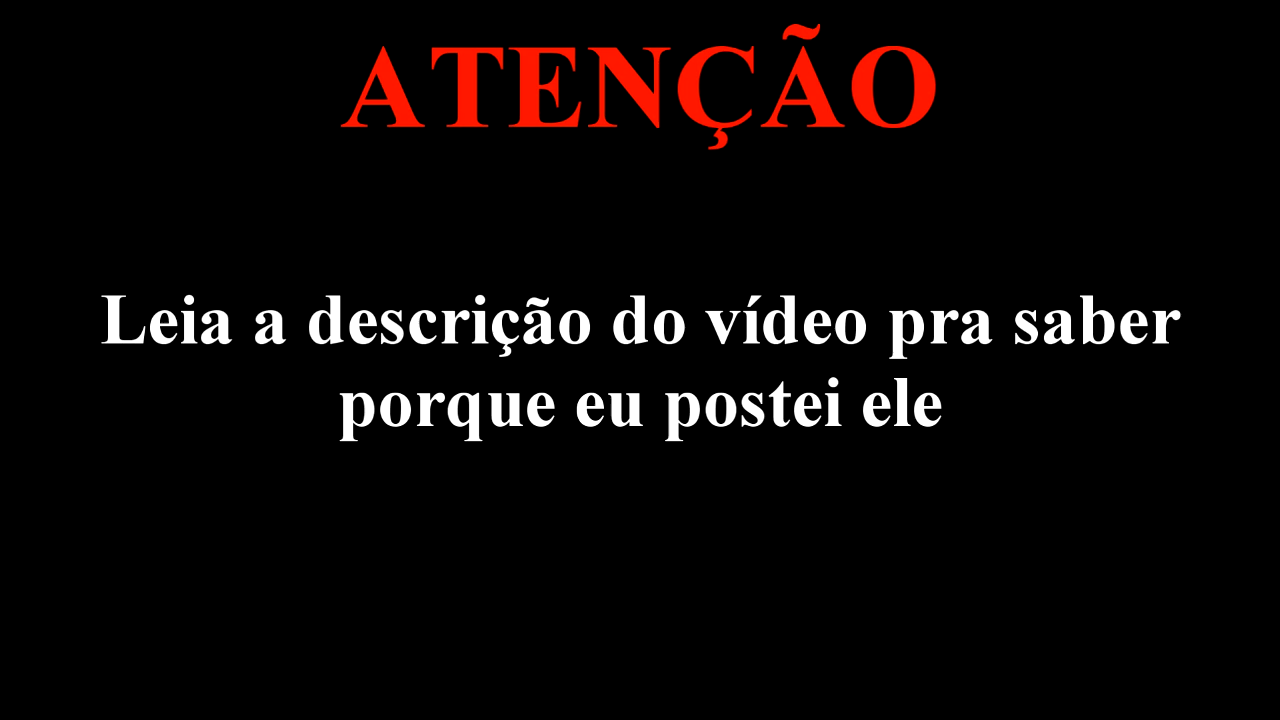 ATENÇÃO
Leia a descrição do vídeo pra saber
porque eu postei ele